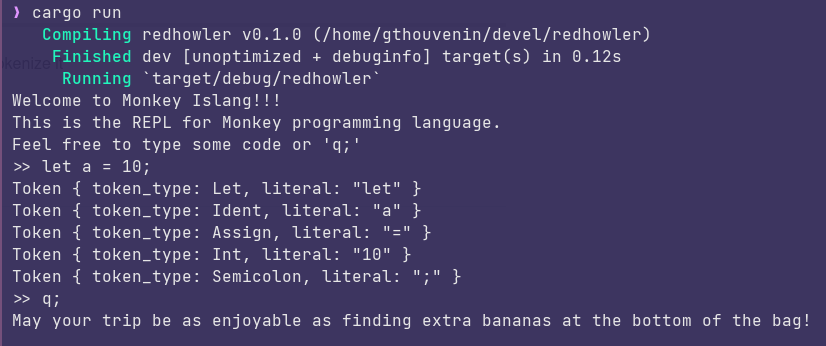 ❯ cargo run
Compiling redhowler v0.1.0 (/home/gthouvenin/devel/redhowler)
Finished dev [unoptimized + debuginfo] target(s) in 0.12s
Running `target/debug/redhowler`
Welcome to Monkey Islang!!!
This is the REPL for Monkey programming language.
Feel free to type some code or 'q;'
>> let a = 10;
Token { token_type: Let, literal: "let" }
Token { token_type: Ident, literal: "a" }
Token { token_type: Assign, literal: "=" }
Token { token_type: Int, literal: "10" }
Token { token_type: Semicolon, literal: ";" }
>> q;
May your trip be as enjoyable as finding extra bananas at the bottom of the bag!